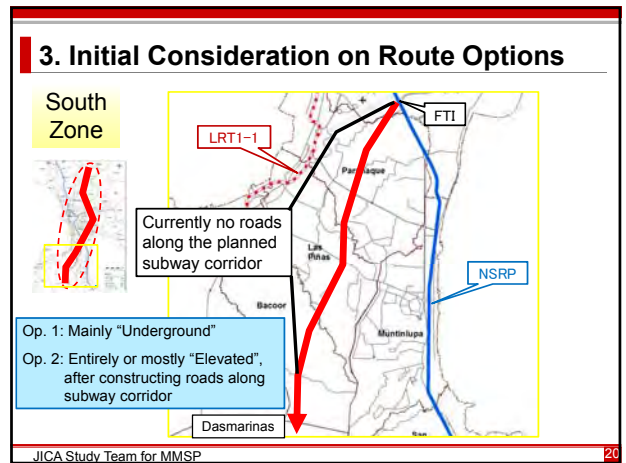 3. Initial Consideration on Route Options
South
Zone
LRT1-1
FTI
Currently no roads
along the planned
subway corridor
Las
Piñas
NSRP
Bacoor
Muntinlupa
Op. 1: Mainly “Underground”
Op. 2: Entirely or mostly “Elevated”,
after constructing roads along
subway corridor
Dasmarinas
San
JICA Study Team for MMSP
20